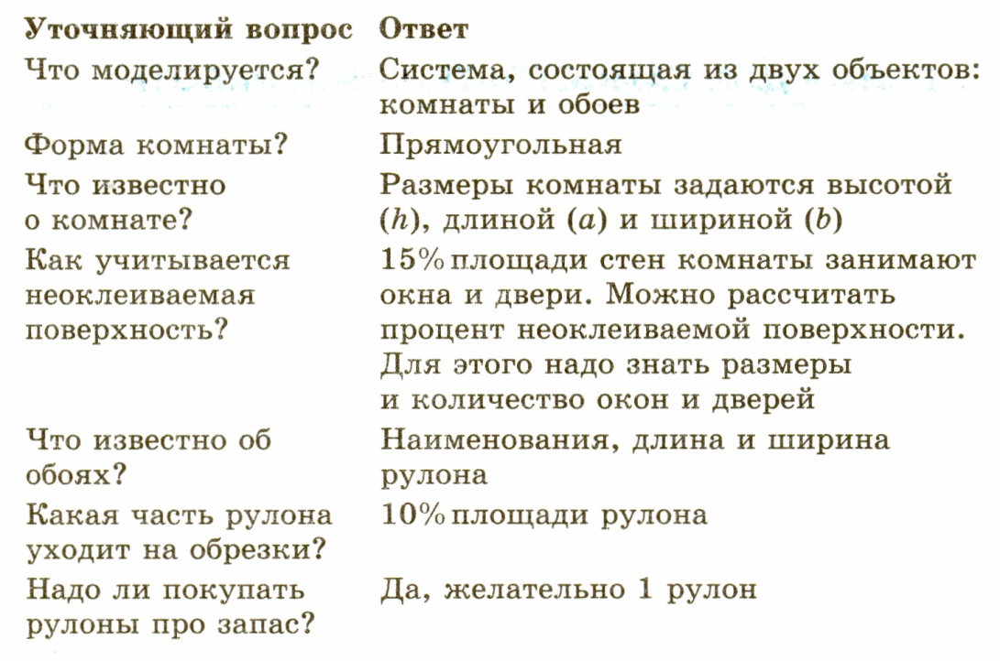 Уточняющий вопрос Ответ
Что моделируется? Система, состоящая из двух объектов:
комнаты и обоев
Форма комнаты? Прямоугольная
Что известно Размеры комнаты задаются высотой
о комнате? (h), длиной (a) и шириной (b)
Как учитывается 15% площади стен комнаты занимают
неоклеиваемая окна и двери. Можно рассчитать
поверхность? процент неоклеиваемой поверхности.
Для этого надо знать размеры
и количество окон и дверей
Что известно об Наименования, длина и ширина
обоях? рулона
Какая часть рулона 10% площади рулона
уходит на обрезки?
Надо ли покупать Да, желательно 1 рулон
рулоны про запас?